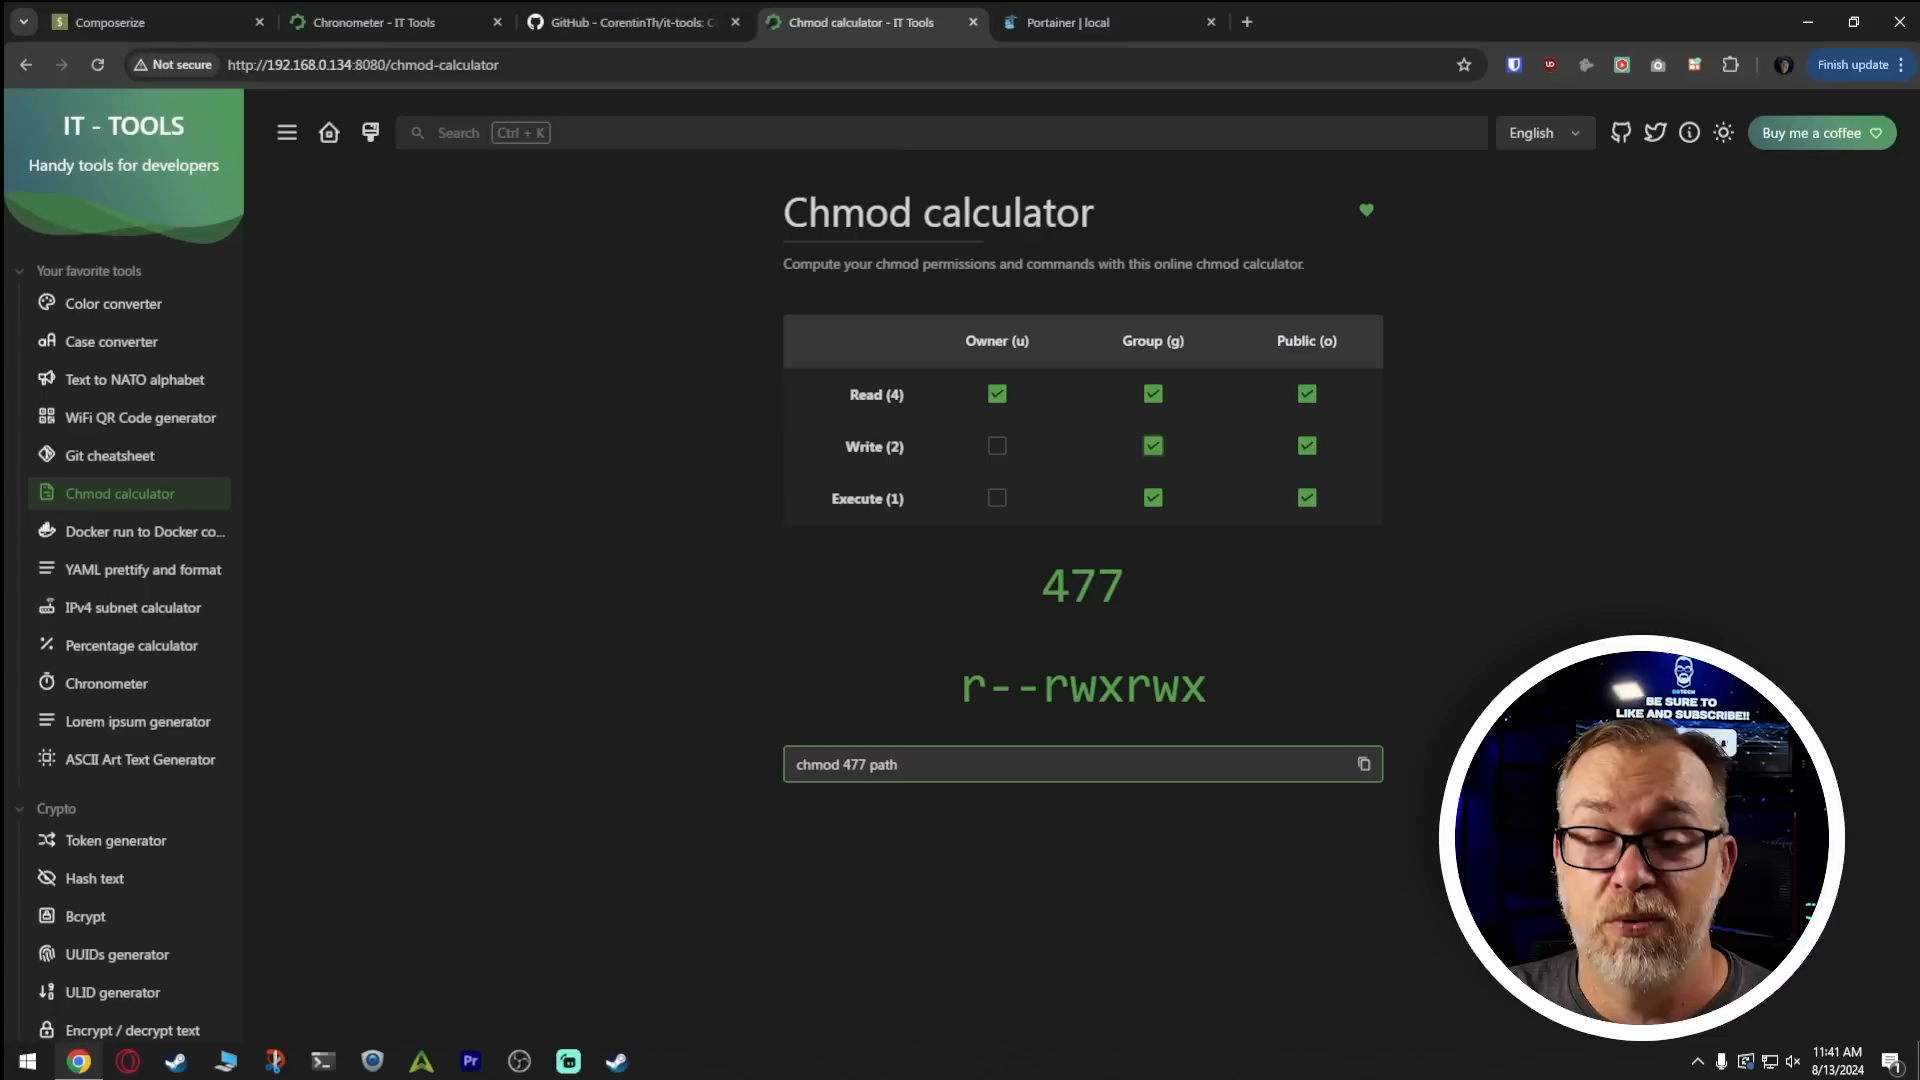 Composerize
Chronometer - IT Tools
GitHub - CorentinTh/it-tools: C
Chmod calculator - IT Tools
Portainer | local
Not secure
http://192.168.0.134:8080/chmod-calculator
Finish update
IT - TOOLS
Handy tools for developers
Search
Ctrl + K
English
Buy me a coffee
Your favorite tools
Color converter
Case converter
Text to NATO alphabet
WiFi QR Code generator
Git cheatsheet
Chmod calculator
Docker run to Docker co...
YAML prettify and format
IPv4 subnet calculator
Percentage calculator
Chronometer
Lorem ipsum generator
ASCII Art Text Generator
Crypto
Token generator
Hash text
Bcrypt
UUIDs generator
ULID generator
Encrypt / decrypt text
Chmod calculator
Compute your chmod permissions and commands with this online chmod calculator.
Owner (u) Group (g) Public (o)
Read (4)
Write (2)
Execute (1)
477
r--rwxrwx
chmod 477 path
DBTECH
BE SURE TO
LIKE AND SUBSCRIBE!!
Pr
11:41 AM
8/13/2024
1